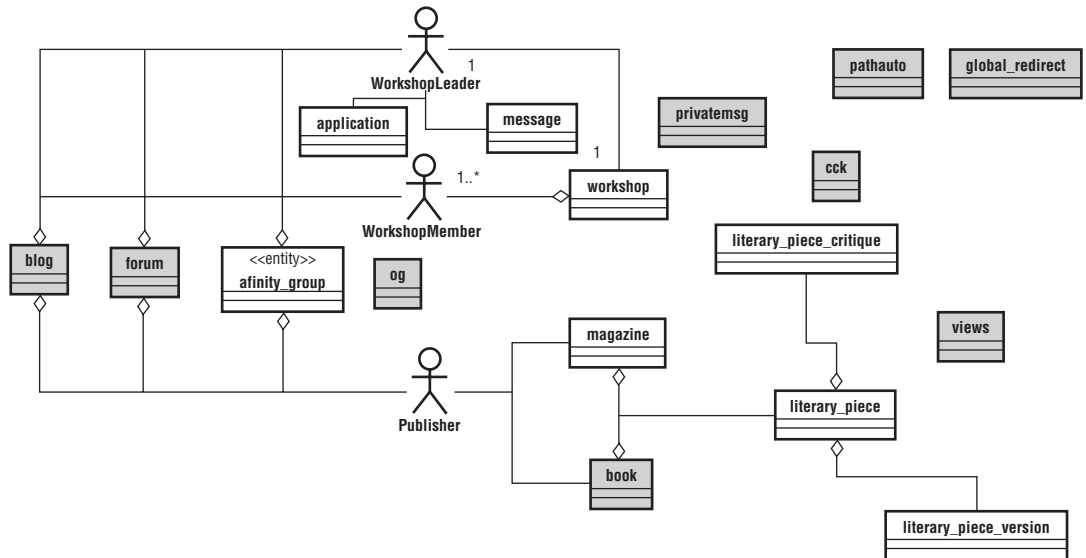 1
WorkshopLeader
pathauto
global_redirect
application
message
privatemsg
1
cck
1..*
workshop
WorkshopMember
literary_piece_critique
blog
forum
<<entity>>
afinity_group
og
magazine
views
Publisher
literary_piece
book
literary_piece_version